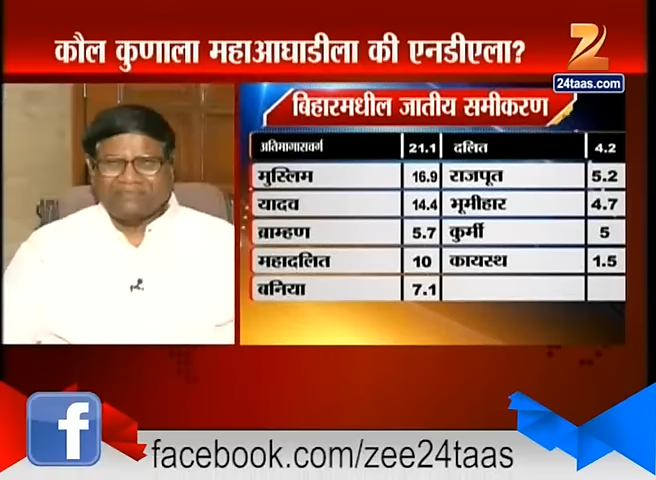 कौल कुणाला महाआघाडीला की एनडीएला?
24taas.com
बिहारमधील जातीय समीकरण
अतिमागासवर्ग 21.1 दलित 4.2
मुस्लिम 16.9 राजपूत 5.2
यादव 14.4 भूमीहार 4.7
ब्राम्हण 5.7 कुर्मी 5
महादलित 10 कायस्थ 1.5
बनिया 7.1
facebook.com/zee24taas